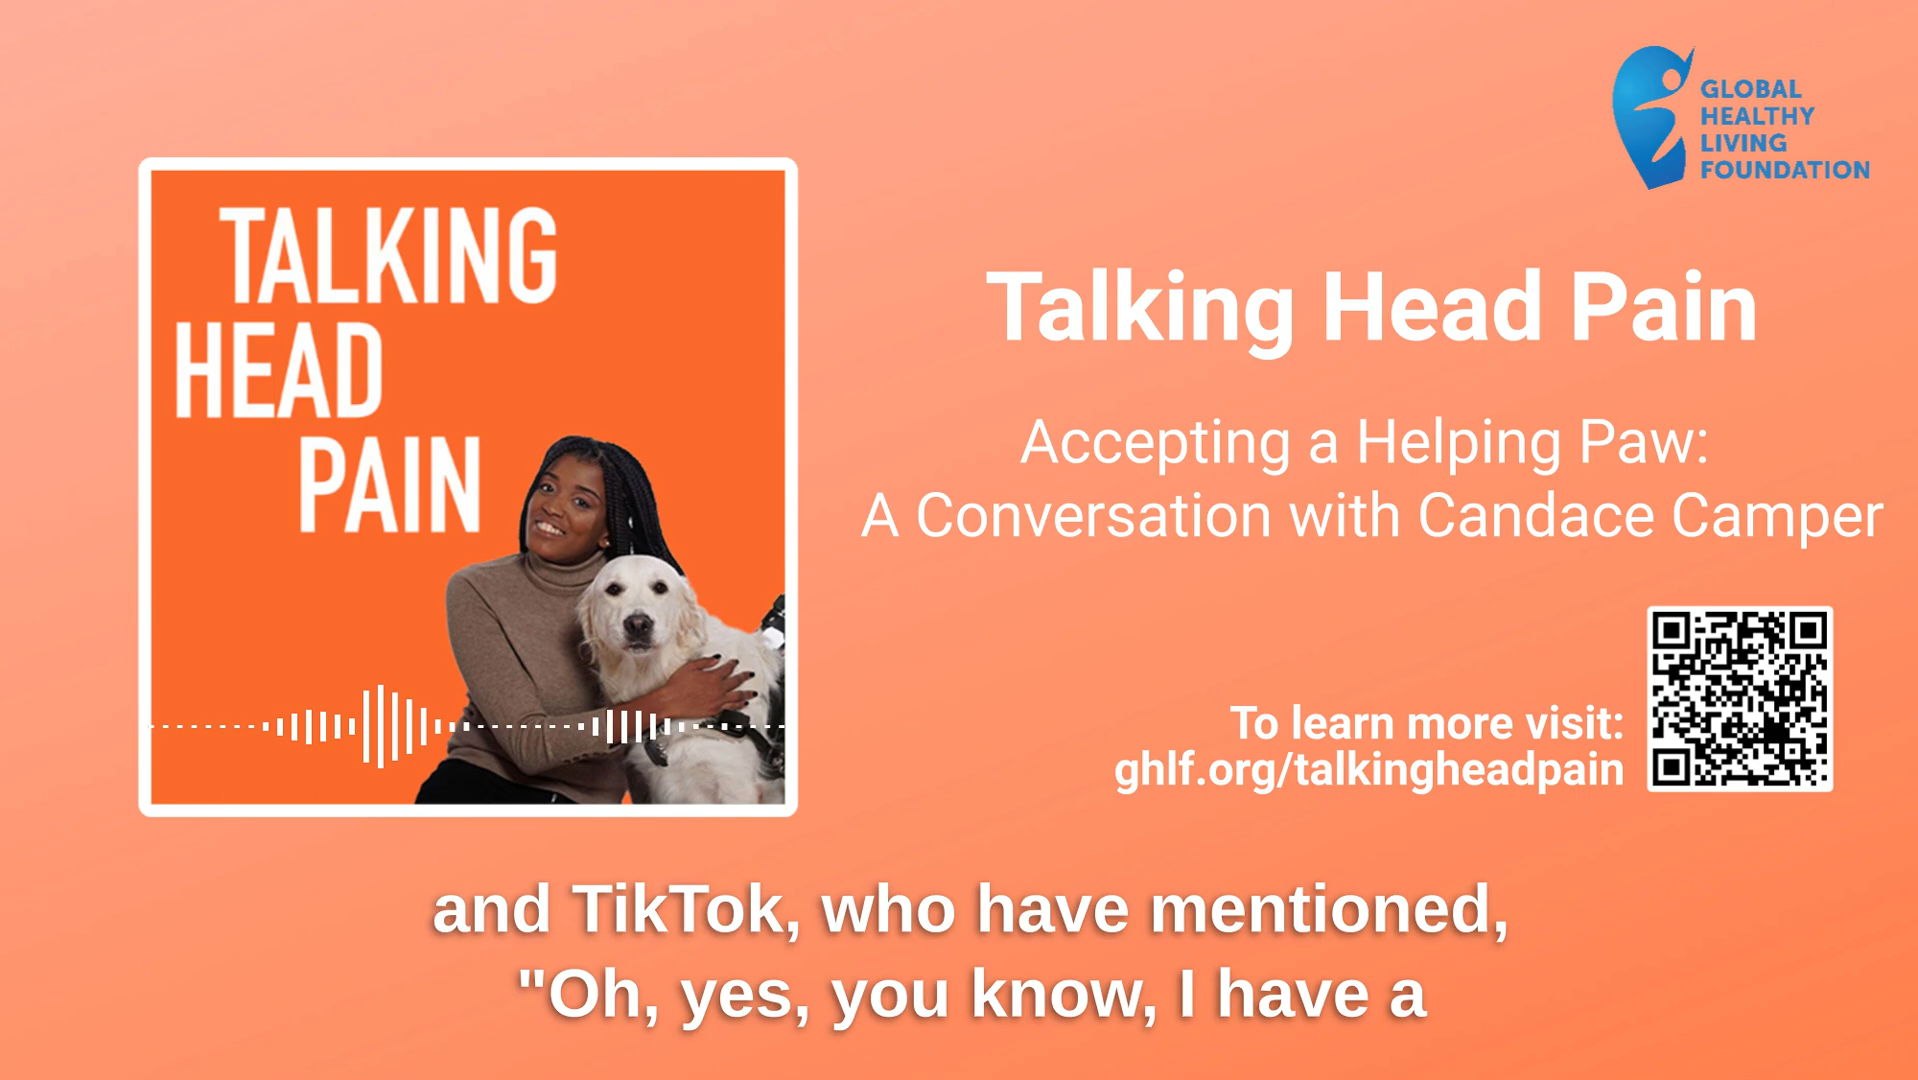 TALKING
HEAD
PAIN
GLOBAL
HEALTHY
LIVING
FOUNDATION
Talking Head Pain
Accepting a Helping Paw:
A Conversation with Candace Camper
To learn more visit:
ghlf.org/talkingheadpain
and TikTok, who have mentioned,
"Oh, yes, you know, I have a